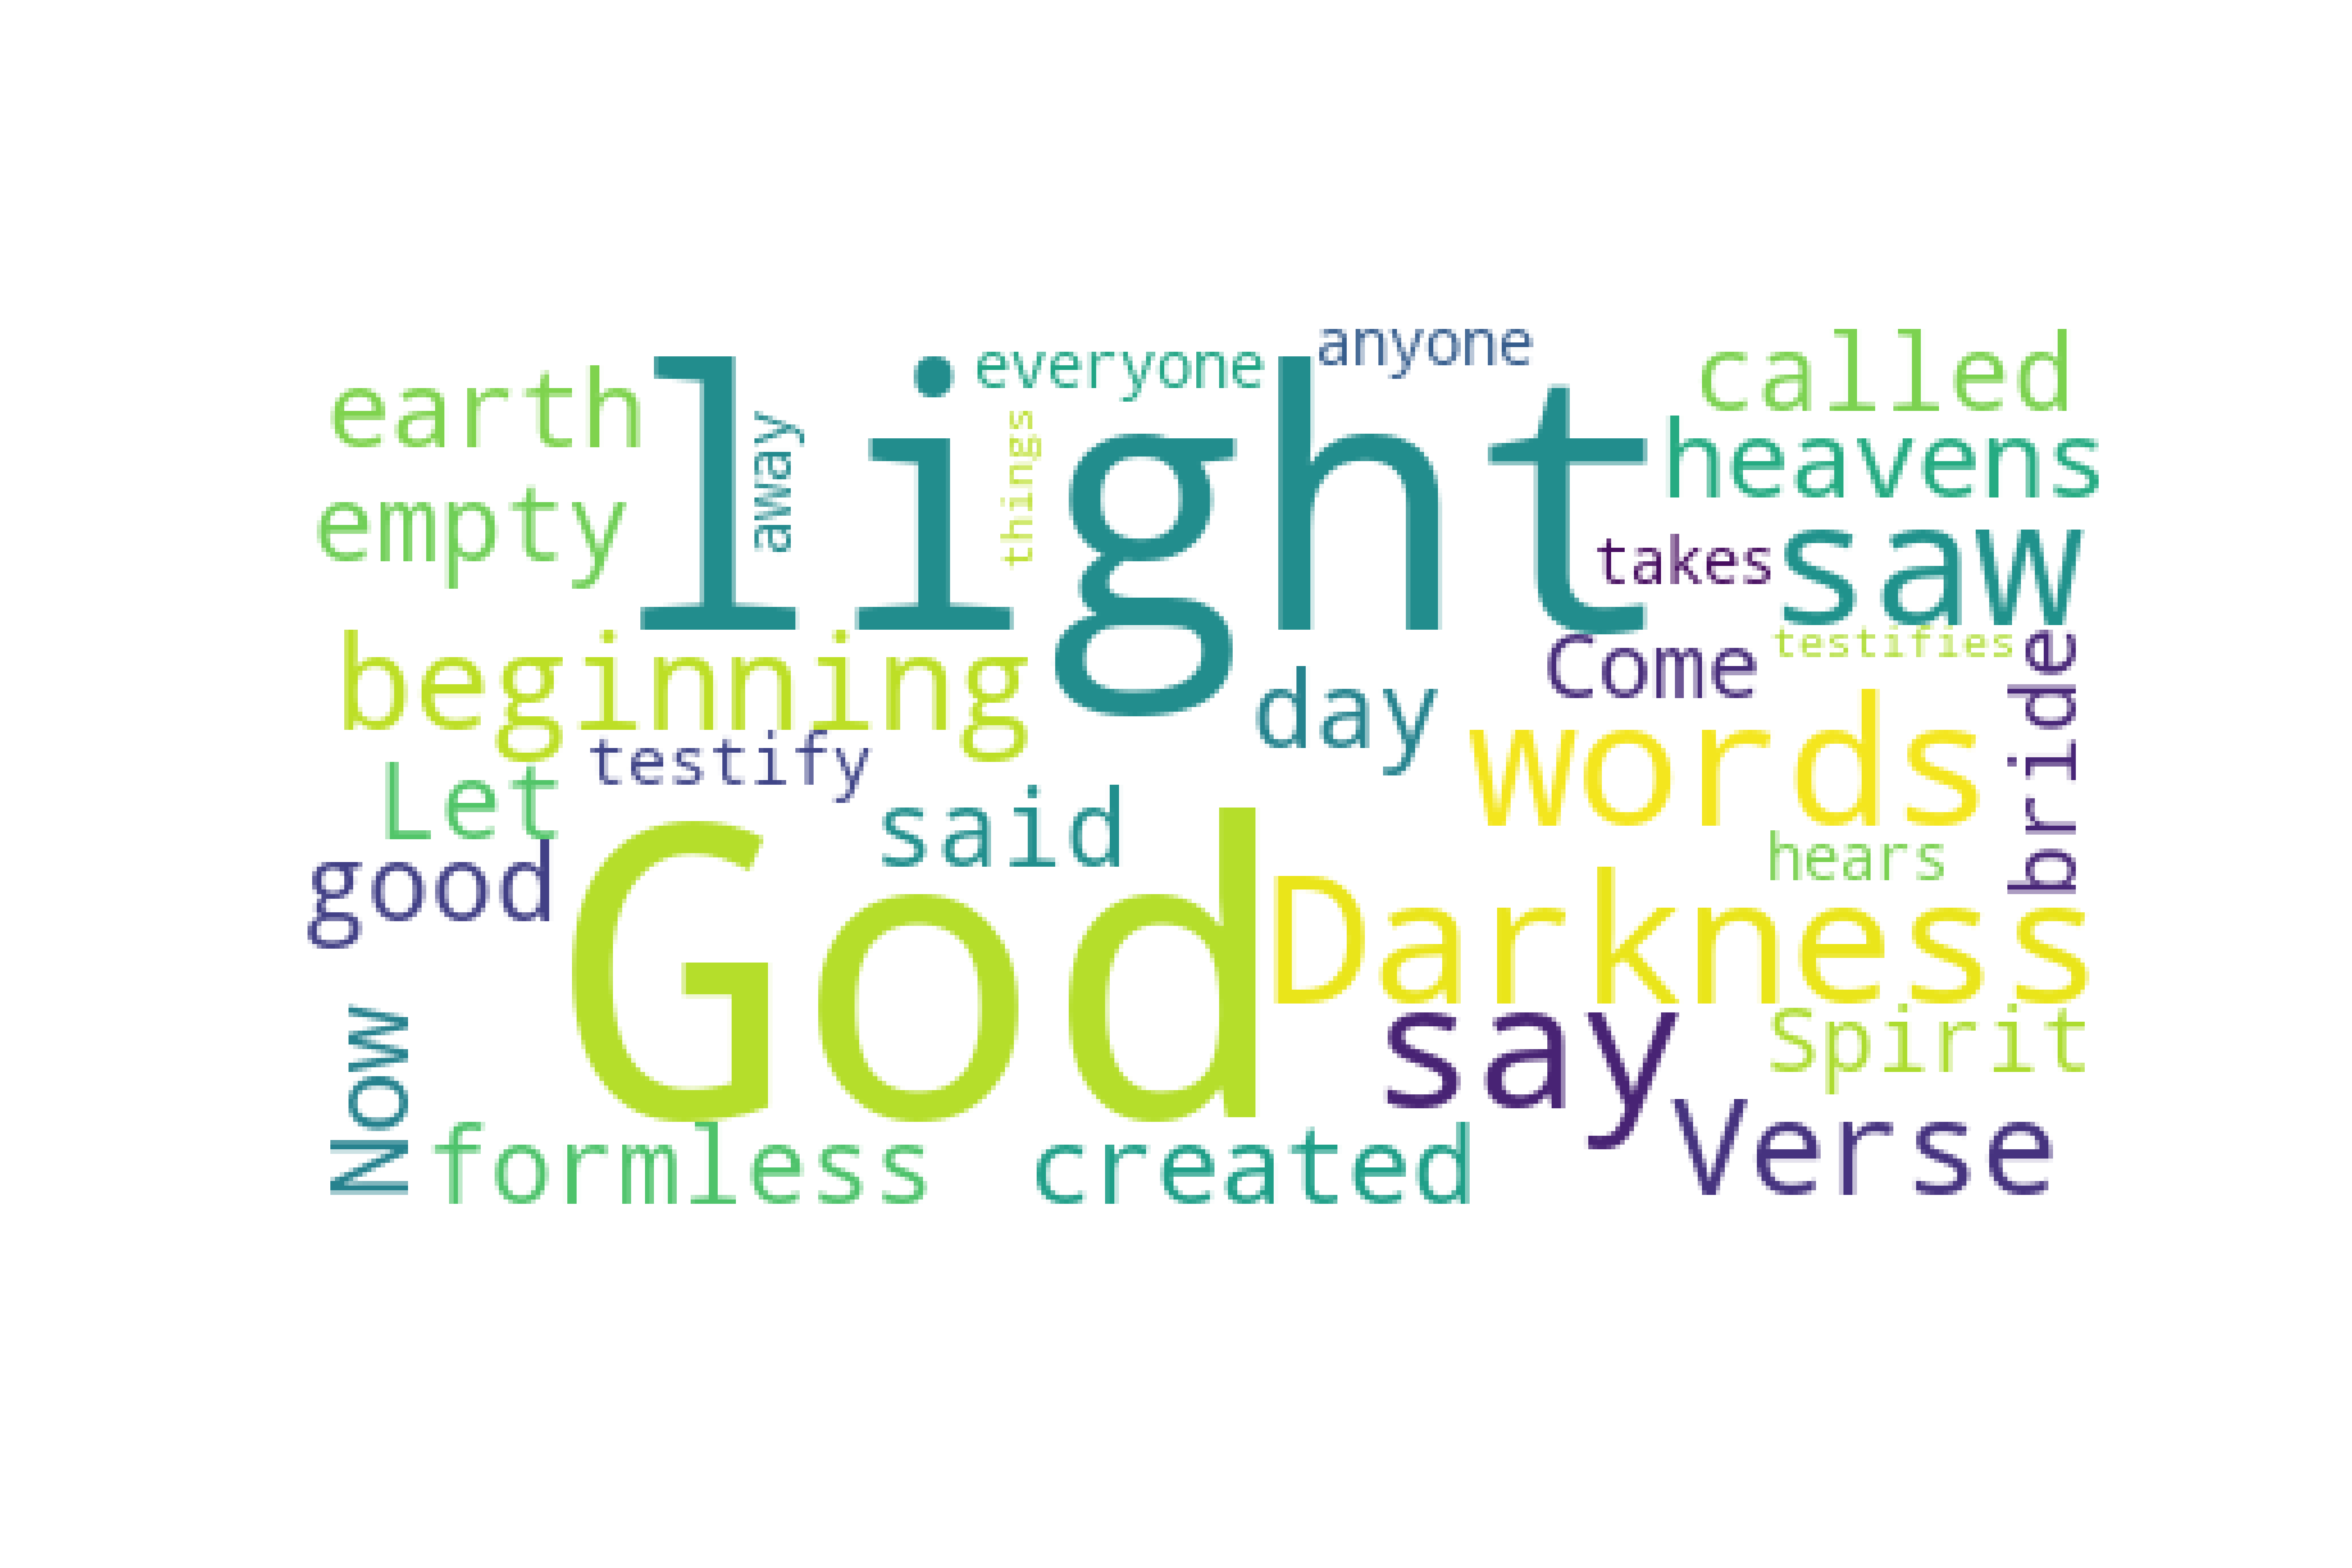 anyone
everyone
called
earth
light
away
things
heavens
empty
takes
saw
beginning
Come
testifies
bride
day
words
testify
Let
said
hears
good
God
Darkness
say
Spirit
Now
formless
created
Verse